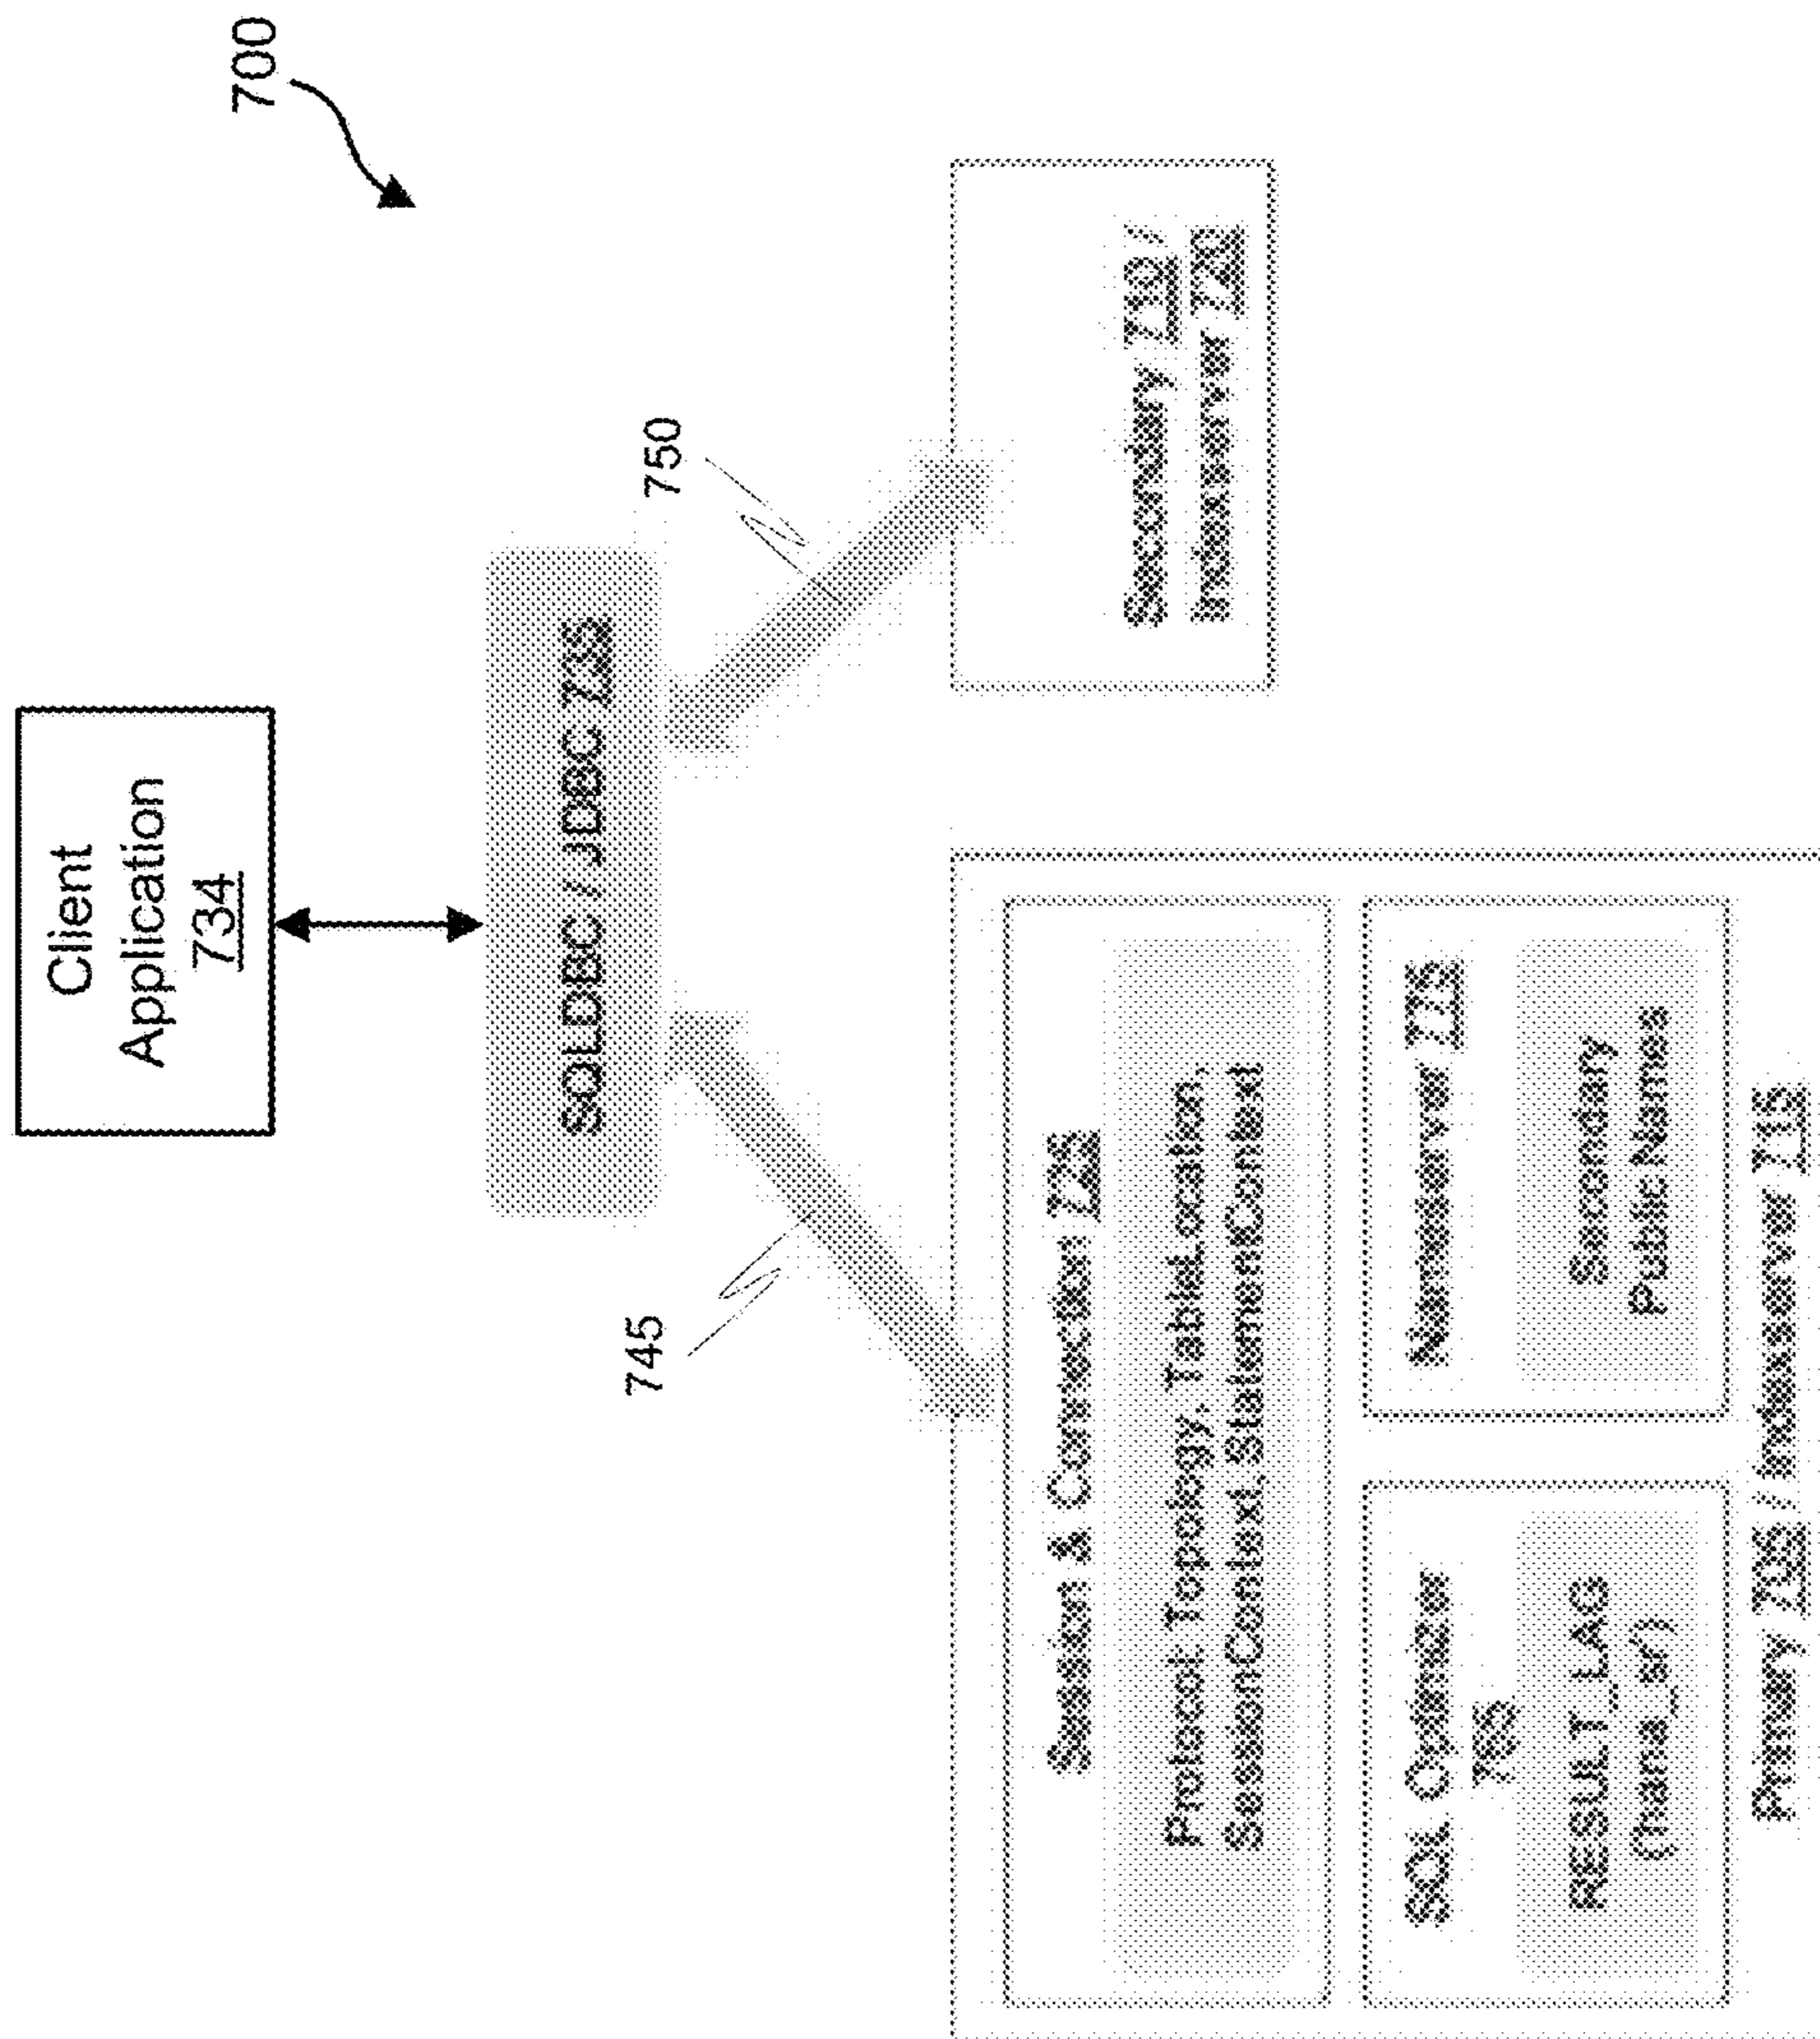 700
Client
Application
734
SQLDBC / JDBC 735
745
750
Session & Connection 725
Protocol: Topology, TableLocation,
SessionContext, StatementContext
SQL Optimizer
765
RESULT_LAG
('hana_sr')
Nameserver 775
Secondary
Public Names
Primary 705 / Indexserver 715
Secondary 710 /
Indexserver 720